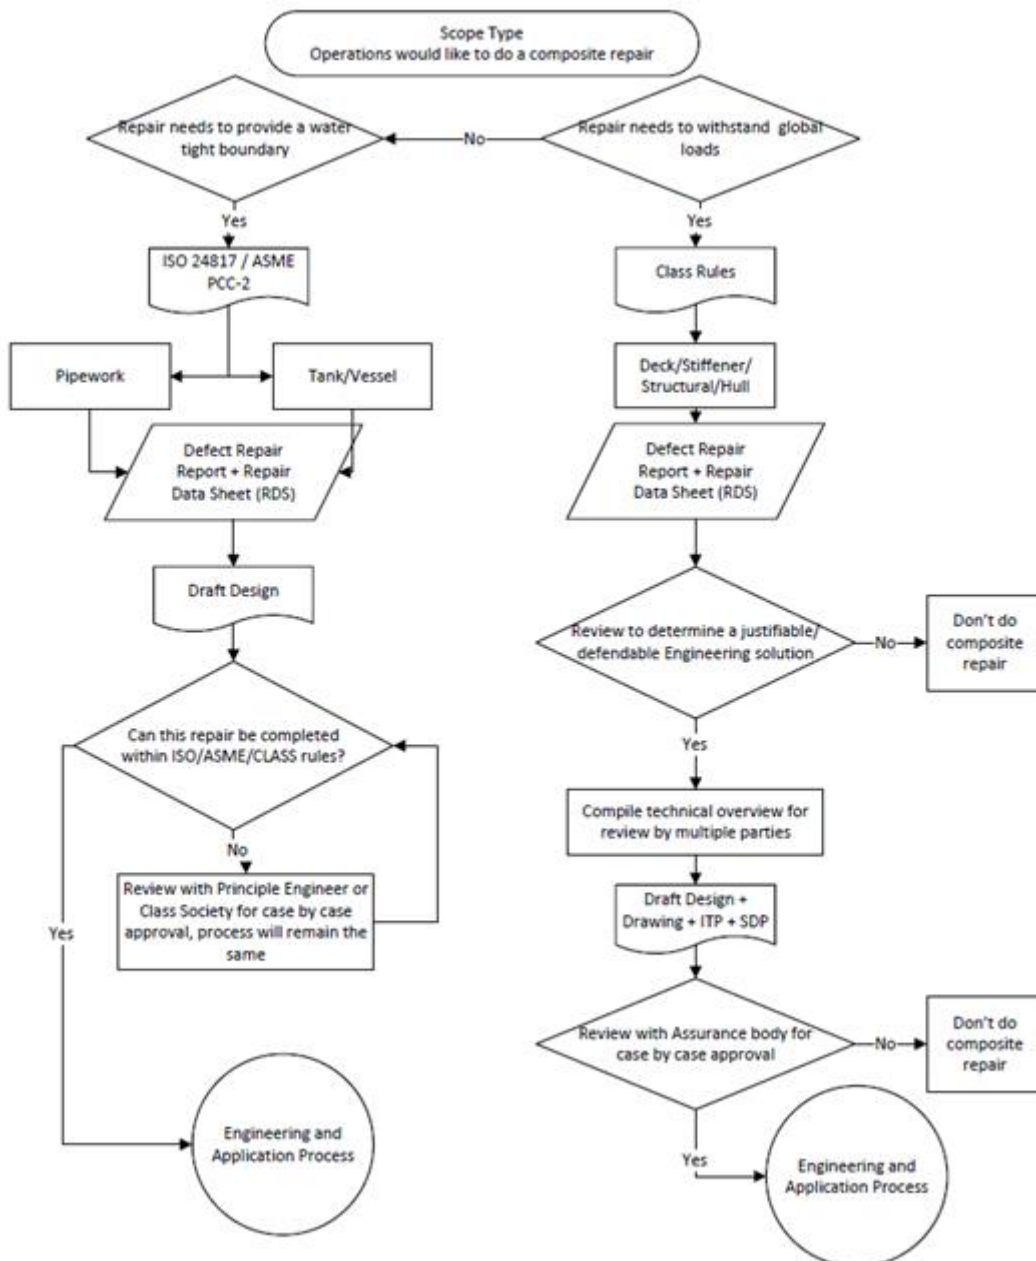 Scope Type
Operations would like to do a composite repair
Repair needs to provide a water
tight boundary
No
Repair needs to withstand global
loads
Yes
Yes
ISO 24817 / ASME
PCC-2
Class Rules
Pipework
Tank/Vessel
Deck/Stiffener/
Structural/Hull
Defect Repair
Report + Repair
Data Sheet (RDS)
Defect Repair
Report + Repair
Data Sheet (RDS)
Draft Design
Review to determine a justifiable/
defendable Engineering solution
No
Don't do
composite
repair
Can this repair be completed
within ISO/ASME/CLASS rules?
Yes
Compile technical overview for
review by multiple parties
No
Review with Principle Engineer or
Class Society for case by case
approval, process will remain the
same
Yes
Draft Design +
Drawing + ITP + SDP
Review with Assurance body for
case by case approval
No
Don't do
composite
repair
Engineering and
Application Process
Yes
Engineering and
Application Process